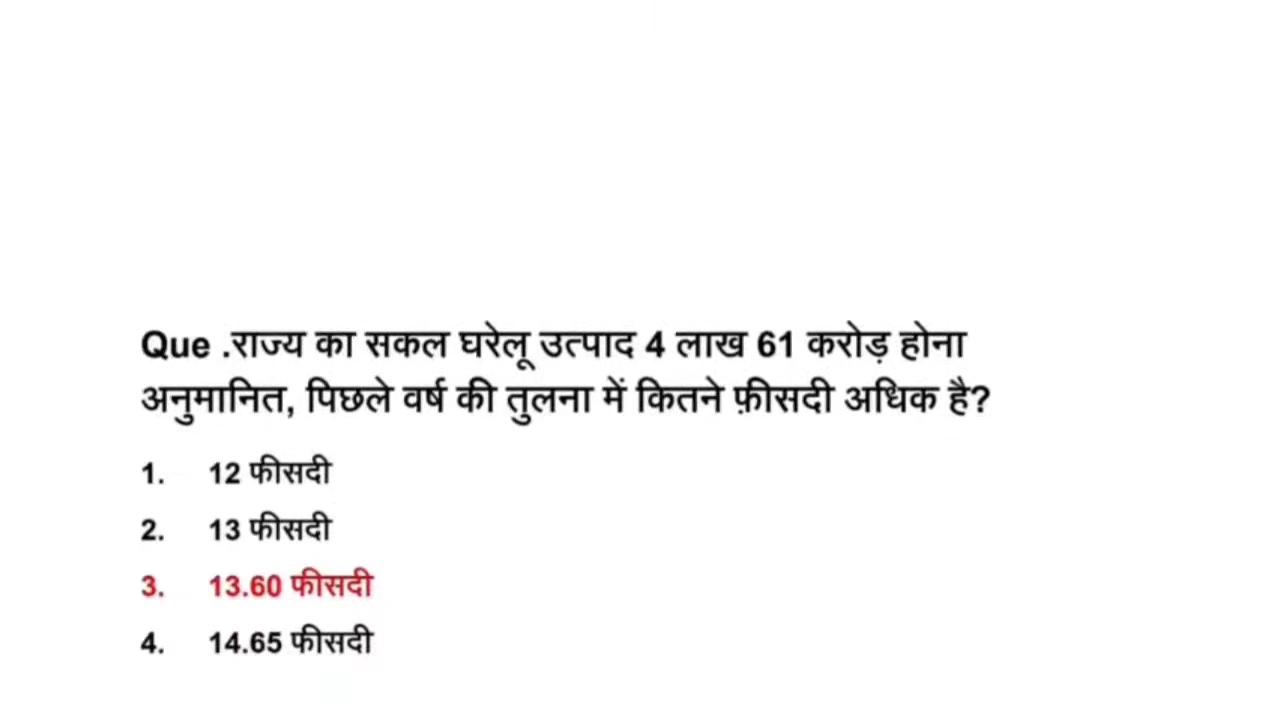 Que .राज्य का सकल घरेलू उत्पाद 4 लाख 61 करोड़ होना
अनुमानित, पिछले वर्ष की तुलना में कितने फ़ीसदी अधिक है?
1. 12 फीसदी
2. 13 फीसदी
3. 13.60 फीसदी
4. 14.65 फीसदी